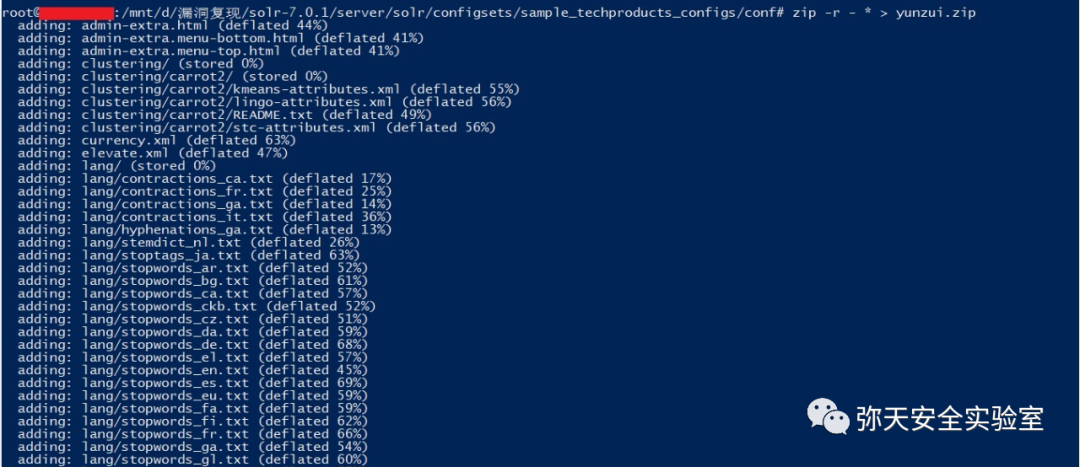 root@:/mnt/d/漏洞复现/solr-7.0.1/server/solr/configsets/sample_techproducts_configs/conf# zip -r - * > yunzui.zip
adding: admin-extra.html (deflated 44%)
adding: admin-extra.menu-bottom.html (deflated 41%)
adding: admin-extra.menu-top.html (deflated 41%)
adding: clustering/ (stored 0%)
adding: clustering/carrot2/ (stored 0%)
adding: clustering/carrot2/kmeans-attributes.xml (deflated 55%)
adding: clustering/carrot2/lingo-attributes.xml (deflated 56%)
adding: clustering/carrot2/README.txt (deflated 49%)
adding: clustering/carrot2/stc-attributes.xml (deflated 56%)
adding: currency.xml (deflated 63%)
adding: elevate.xml (deflated 47%)
adding: lang/ (stored 0%)
adding: lang/contractions_ca.txt (deflated 17%)
adding: lang/contractions_fr.txt (deflated 25%)
adding: lang/contractions_ga.txt (deflated 14%)
adding: lang/contractions_it.txt (deflated 36%)
adding: lang/hyphenations_ga.txt (deflated 13%)
adding: lang/stemdict_nl.txt (deflated 26%)
adding: lang/stoptags_ja.txt (deflated 63%)
adding: lang/stopwords_ar.txt (deflated 52%)
adding: lang/stopwords_bg.txt (deflated 61%)
adding: lang/stopwords_ca.txt (deflated 57%)
adding: lang/stopwords_ckb.txt (deflated 52%)
adding: lang/stopwords_cz.txt (deflated 51%)
adding: lang/stopwords_da.txt (deflated 59%)
adding: lang/stopwords_de.txt (deflated 68%)
adding: lang/stopwords_el.txt (deflated 57%)
adding: lang/stopwords_en.txt (deflated 45%)
adding: lang/stopwords_es.txt (deflated 69%)
adding: lang/stopwords_eu.txt (deflated 59%)
adding: lang/stopwords_fa.txt (deflated 59%)
adding: lang/stopwords_fi.txt (deflated 62%)
adding: lang/stopwords_fr.txt (deflated 66%)
adding: lang/stopwords_ga.txt (deflated 54%)
adding: lang/stopwords_gl.txt (deflated 60%)
弥天安全实验室